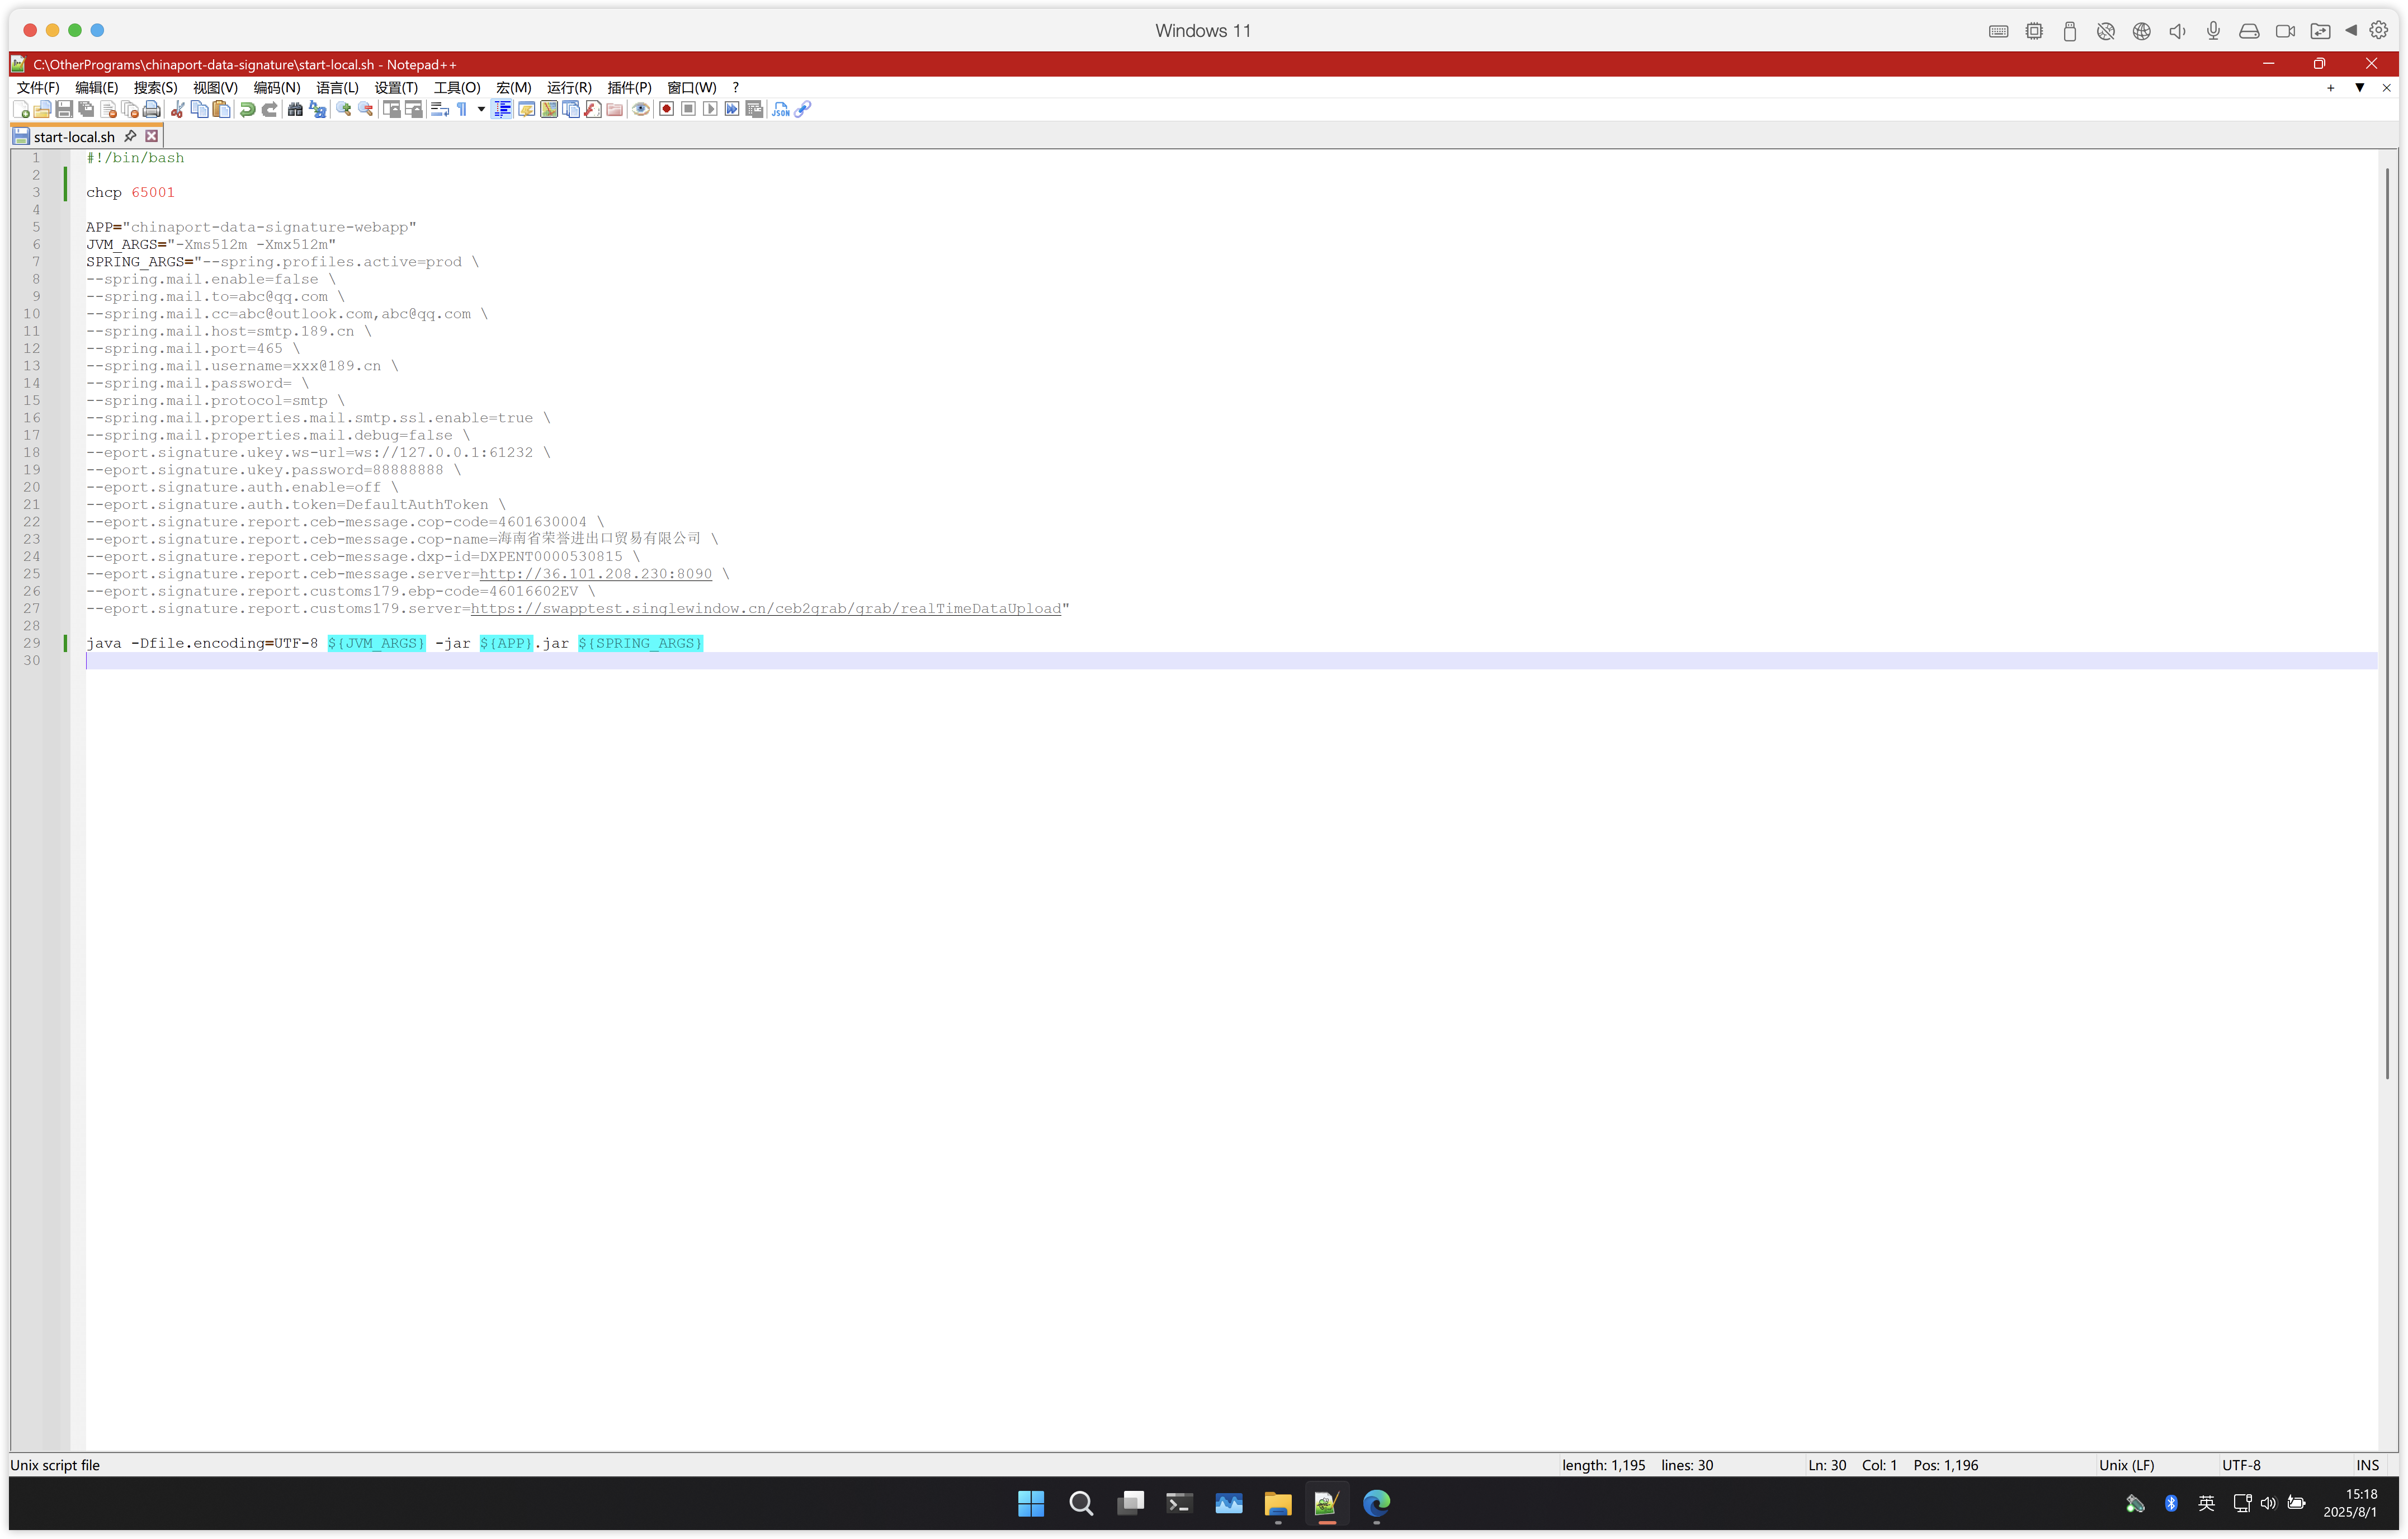 Windows 11
C:\OtherPrograms\chinaport-data-signature\start-local.sh - Notepad++
文件(F) 编辑(E) 搜索(S) 视图(V) 编码(N) 语言(L) 设置(T) 工具(O) 宏(M) 运行(R) 插件(P) 窗口(W) ?
JSON
start-local.sh
1 #!/bin/bash
2
3 chcp 65001
4
5 APP="chinaport-data-signature-webapp"
6 JVM_ARGS="-Xms512m -Xmx512m"
7 SPRING_ARGS="--spring.profiles.active=prod \
8 --spring.mail.enable=false \
9 --spring.mail.to=abc@qq.com \
10 --spring.mail.cc=abc@outlook.com,abc@qq.com \
11 --spring.mail.host=smtp.189.cn \
12 --spring.mail.port=465 \
13 --spring.mail.username=xxx@189.cn \
14 --spring.mail.password= \
15 --spring.mail.protocol=smtp \
16 --spring.mail.properties.mail.smtp.ssl.enable=true \
17 --spring.mail.properties.mail.debug=false \
18 --eport.signature.ukey.ws-url=ws://127.0.0.1:61232 \
19 --eport.signature.ukey.password=88888888 \
20 --eport.signature.auth.enable=off \
21 --eport.signature.auth.token=DefaultAuthToken \
22 --eport.signature.report.ceb-message.cop-code=4601630004 \
23 --eport.signature.report.ceb-message.cop-name=海南省荣誉进出口贸易有限公司 \
24 --eport.signature.report.ceb-message.dxp-id=DXPENT0000530815 \
25 --eport.signature.report.ceb-message.server=http://36.101.208.230:8090 \
26 --eport.signature.report.customs179.ebp-code=46016602EV \
27 --eport.signature.report.customs179.server=https://swapptest.singlewindow.cn/ceb2grab/grab/realTimeDataUpload"
28
29 java -Dfile.encoding=UTF-8 ${JVM_ARGS} -jar ${APP}.jar ${SPRING_ARGS}
30
Unix script file length: 1,195 lines: 30 Ln: 30 Col: 1 Pos: 1,196 Unix (LF) UTF-8 INS
英 15:18
2025/8/1